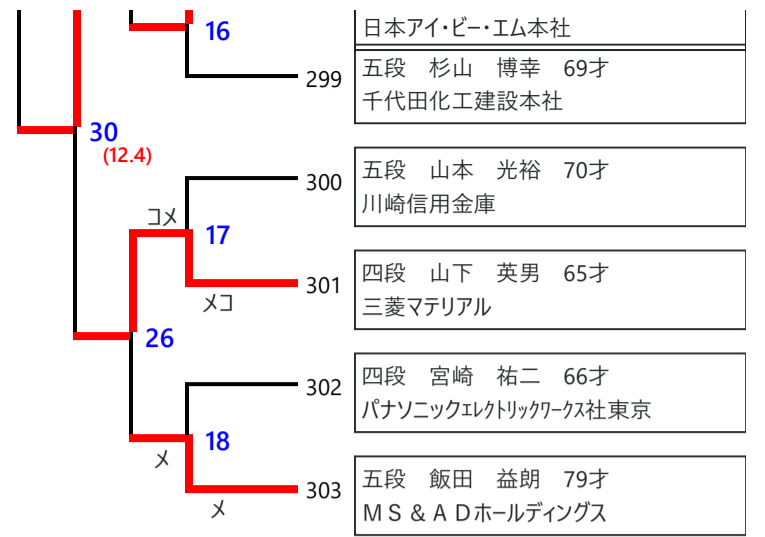 16
日本アイ・ビー・エム本社
299
五段 杉山 博幸 69才
千代田化工建設本社
30
(12.4)
300
五段 山本 光裕 70才
川崎信用金庫
コメ
17
301
四段 山下 英男 65才
三菱マテリアル
メコ
26
302
四段 宮崎 祐二 66才
パナソニックエレクトリックワークス社東京
18
メ
303
五段 飯田 益朗 79才
ＭＳ＆ＡＤホールディングス
メ